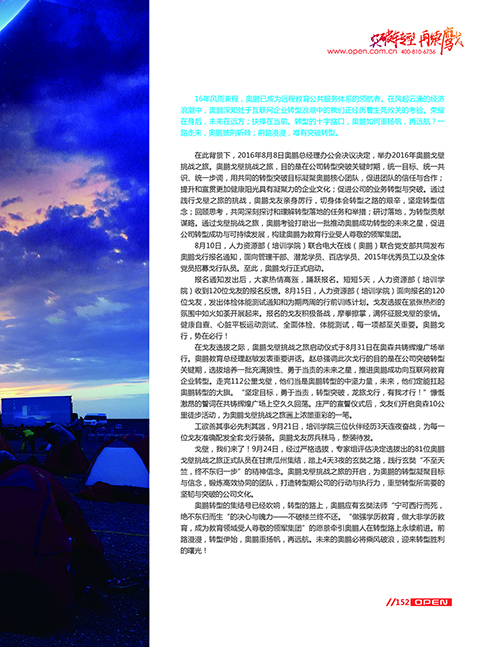 突破转型 再展鹰飞
www.open.com.cn 400-810-6736
16年风雨兼程，奥鹏已成为远程教育公共服务体系的领航者。在风起云涌的经济
浪潮中，奥鹏深知处于互联网企业转型浪潮中的我们正经历着生死攸关的考验。荣耀
在身后，未来在远方；抉择在当前。转型的十字路口，奥鹏如何重扬帆，再远航？一
路走来，奥鹏披荆斩棘；前路漫漫，唯有突破转型。
在此背景下，2016年8月8日奥鹏总经理办公会决议决定，举办2016年奥鹏戈壁
挑战之旅。奥鹏戈壁挑战之旅，目的是在公司转型突破关键时期，统一目标、统一共
识、统一步调，用共同的转型突破目标凝聚奥鹏核心团队，促进团队的信任与合作；
提升和宣贯更加健康阳光具有凝聚力的企业文化；促进公司的业务转型与突破。通过
践行戈壁之旅的挑战，奥鹏戈友亲身厉行，切身体会转型之路的艰辛，坚定转型信
念；回顾思考，共同深刻探讨和理解转型落地的任务和举措；研讨落地，为转型贡献
谋略。通过戈壁挑战之旅，奥鹏考验打磨出一批推动奥鹏成功转型的未来之星，促进
公司转型成功与可持续发展，构建奥鹏为教育行业受人尊敬的领军集团。
8月10日，人力资源部（培训学院）联合电大在线（奥鹏）联合党支部共同发布
奥鹏戈行报名通知，面向管理干部、潜龙学员、百店学员、2015年优秀员工以及全体
党员招募戈行队员。至此，奥鹏戈行正式启动。
报名通知发出后，大家热情高涨，踊跃报名。短短5天，人力资源部（培训学
院）收到120位戈友的报名反馈。8月15日，人力资源部（培训学院）面向报名的120
位戈友，发出体检体能测试通知和为期两周的行前训练计划。戈友选拔在紧张热烈的
氛围中如火如荼开展起来。报名的戈友积极备战，摩拳擦掌，满怀征服戈壁的豪情。
健康自查、心脏平板运动测试、全面体检、体能测试，每一项都至关重要。奥鹏戈
行，势在必行！
在戈友选拔之际，奥鹏戈壁挑战之旅启动仪式于8月31日在奥森共铸辉煌广场举
行。奥鹏教育总经理赵敏发表重要讲话。赵总强调此次戈行的目的是在公司突破转型
关键期，选拔培养一批充满狼性、勇于当责的未来之星，推进奥鹏成功向互联网教育
企业转型。走完112公里戈壁，他们当是奥鹏转型的中坚力量，未来，他们定能扛起
奥鹏转型的大旗。“坚定目标，勇于当责，转型突破，龙旅戈行，有我才行！”慷慨
激昂的誓词在共铸辉煌广场上空久久回荡。庄严的宣誓仪式后，戈友们开启奥森10公
里徒步活动，为奥鹏戈壁挑战之旅画上浓墨重彩的一笔。
工欲善其事必先利其器，9月21日，培训学院三位伙伴经历3天连夜奋战，为每一
位戈友准确配发全套戈行装备。奥鹏戈友厉兵秣马，整装待发。
戈壁，我们来了！9月24日，经过严格选拔，专家组评估决定选拔出的81位奥鹏
戈壁挑战之旅正式队员在甘肃瓜州集结，踏上4天3夜的玄奘之路，践行玄奘“不至天
竺，终不东归一步”的精神信念。奥鹏戈壁挑战之旅的开启，为奥鹏的转型凝聚目标
与信念，锻炼高效协同的团队，打造转型期公司的行动与执行力，重塑转型所需要的
坚韧与突破的公司文化。
奥鹏转型的集结号已经吹响，转型的路上，奥鹏应有玄奘法师“宁可西行而死，
绝不东归而生”的决心与魄力——不破楼兰终不还。“做强学历教育，做大非学历教
育，成为教育领域受人尊敬的领军集团”的愿景牵引奥鹏人在转型路上永续前进。前
路漫漫，转型伊始，奥鹏重扬帆，再远航。未来的奥鹏必将乘风破浪，迎来转型胜利
的曙光！
//152 OPEN